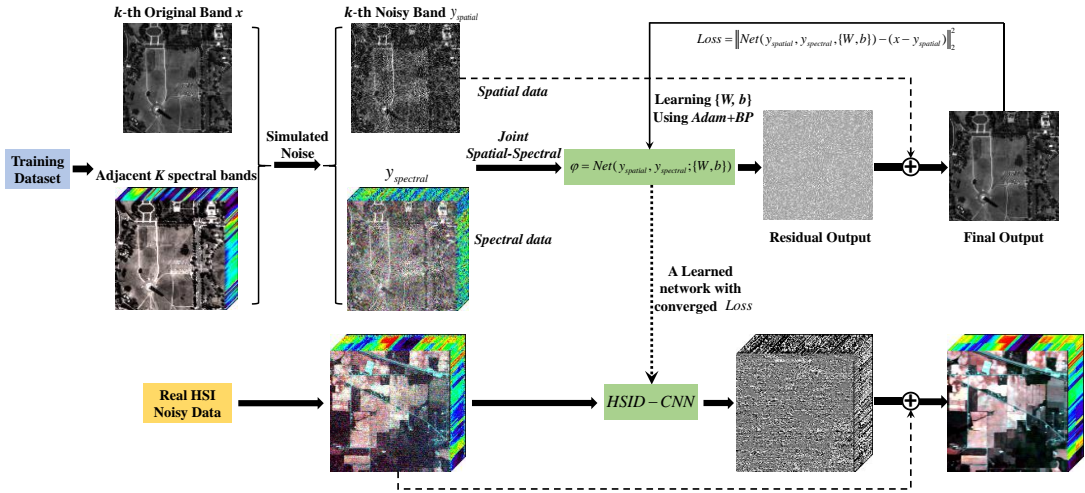 k-th Original Band x
k-th Noisy Band y_spatial
Loss = ‖Net(y_spatial, y_spectral, {W, b}) − (x − y_spatial)‖₂²
Spatial data
Learning {W, b}
Using Adam+BP
Simulated
Noise
Joint
Spatial-Spectral
Training
Dataset
φ = Net(y_spatial, y_spectral; {W, b})
+
Adjacent K spectral bands
y_spectral
Residual Output
Final Output
Spectral data
A Learned
network with
converged Loss
Real HSI
Noisy Data
HSID−CNN
+